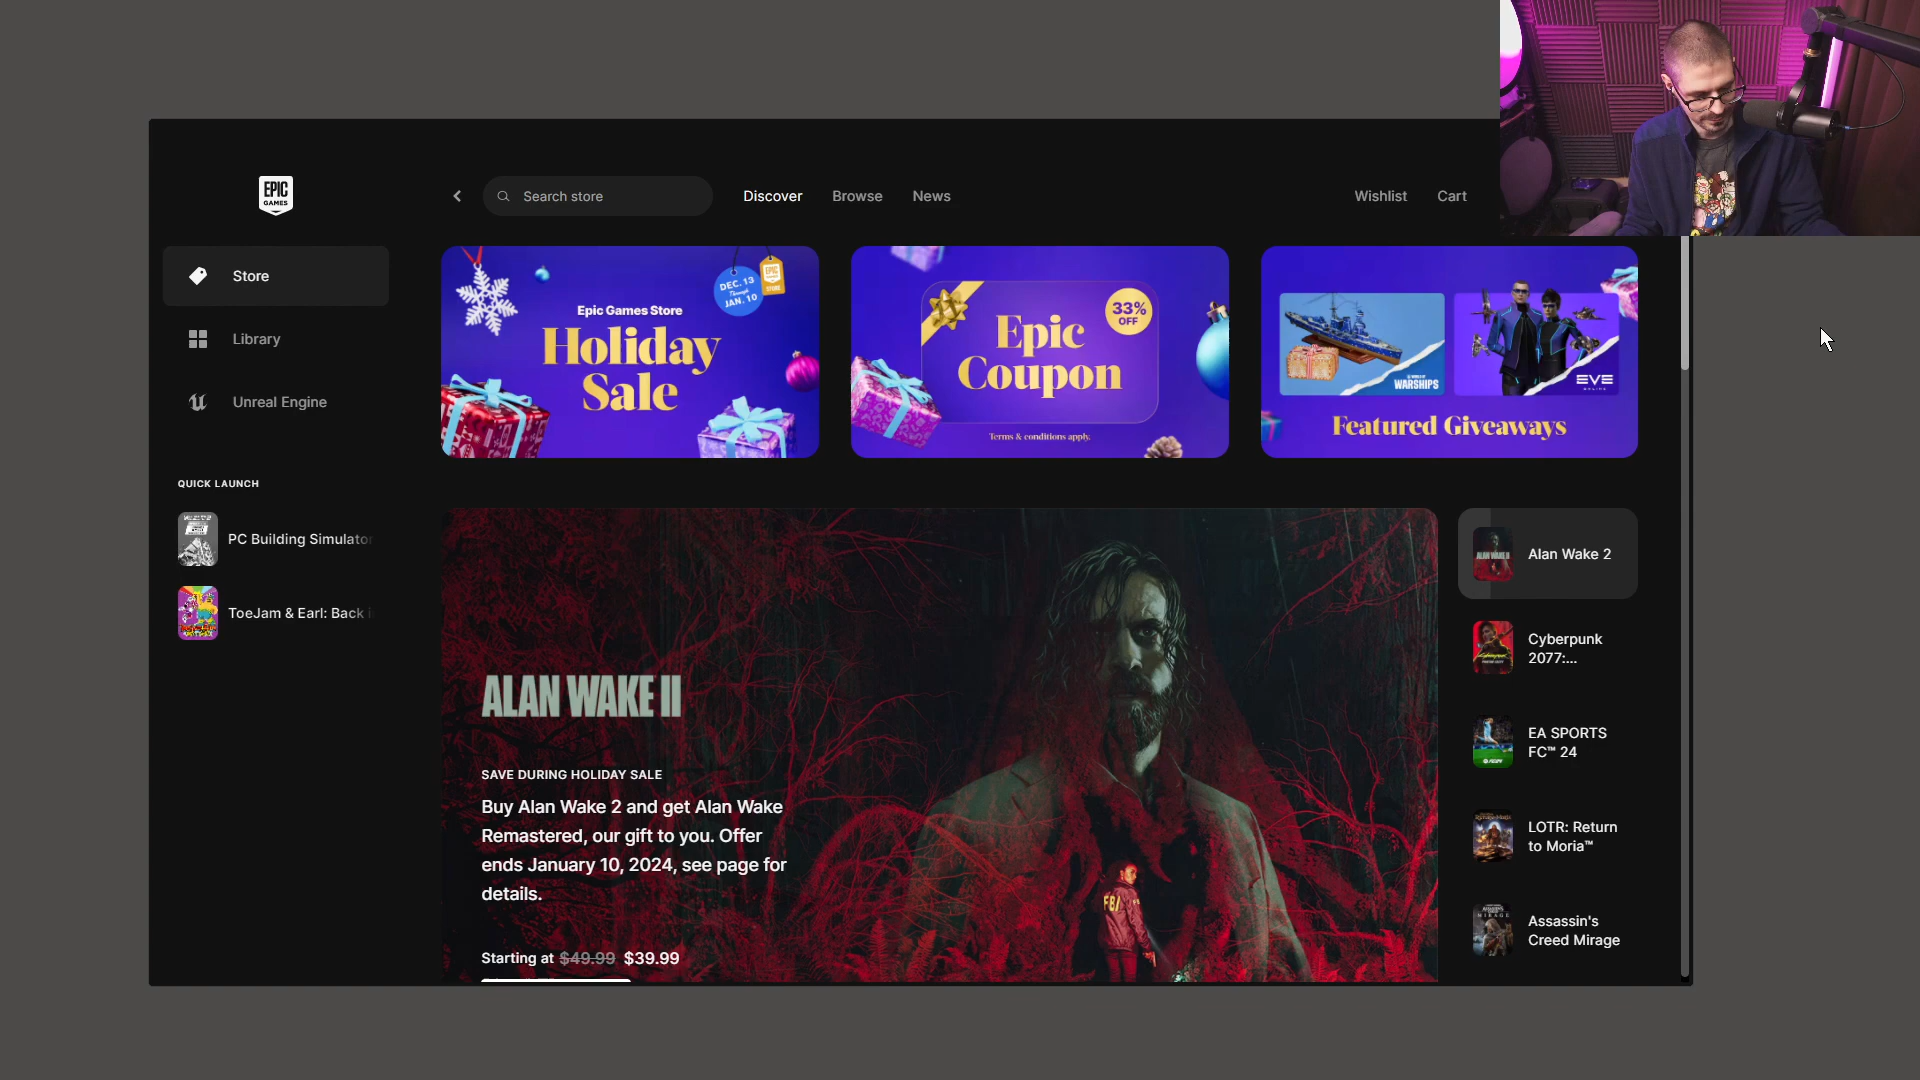 EPIC
GAMES
Search store
Discover
Browse
News
Wishlist
Cart
Store
Library
Unreal Engine
QUICK LAUNCH
PC Building Simulator
ToeJam & Earl: Back i
DEC. 13
Through
JAN. 10
EPIC
Epic Games Store
Holiday
Sale
33%
OFF
Epic
Coupon
Terms & conditions apply.
WARSHIPS
EVE
Featured Giveaways
ALAN WAKE II
SAVE DURING HOLIDAY SALE
Buy Alan Wake 2 and get Alan Wake
Remastered, our gift to you. Offer
ends January 10, 2024, see page for
details.
Starting at $49.99 $39.99
FBI
Alan Wake 2
Cyberpunk
2077:...
EA SPORTS
FC™ 24
LOTR: Return
to Moria™
Assassin's
Creed Mirage